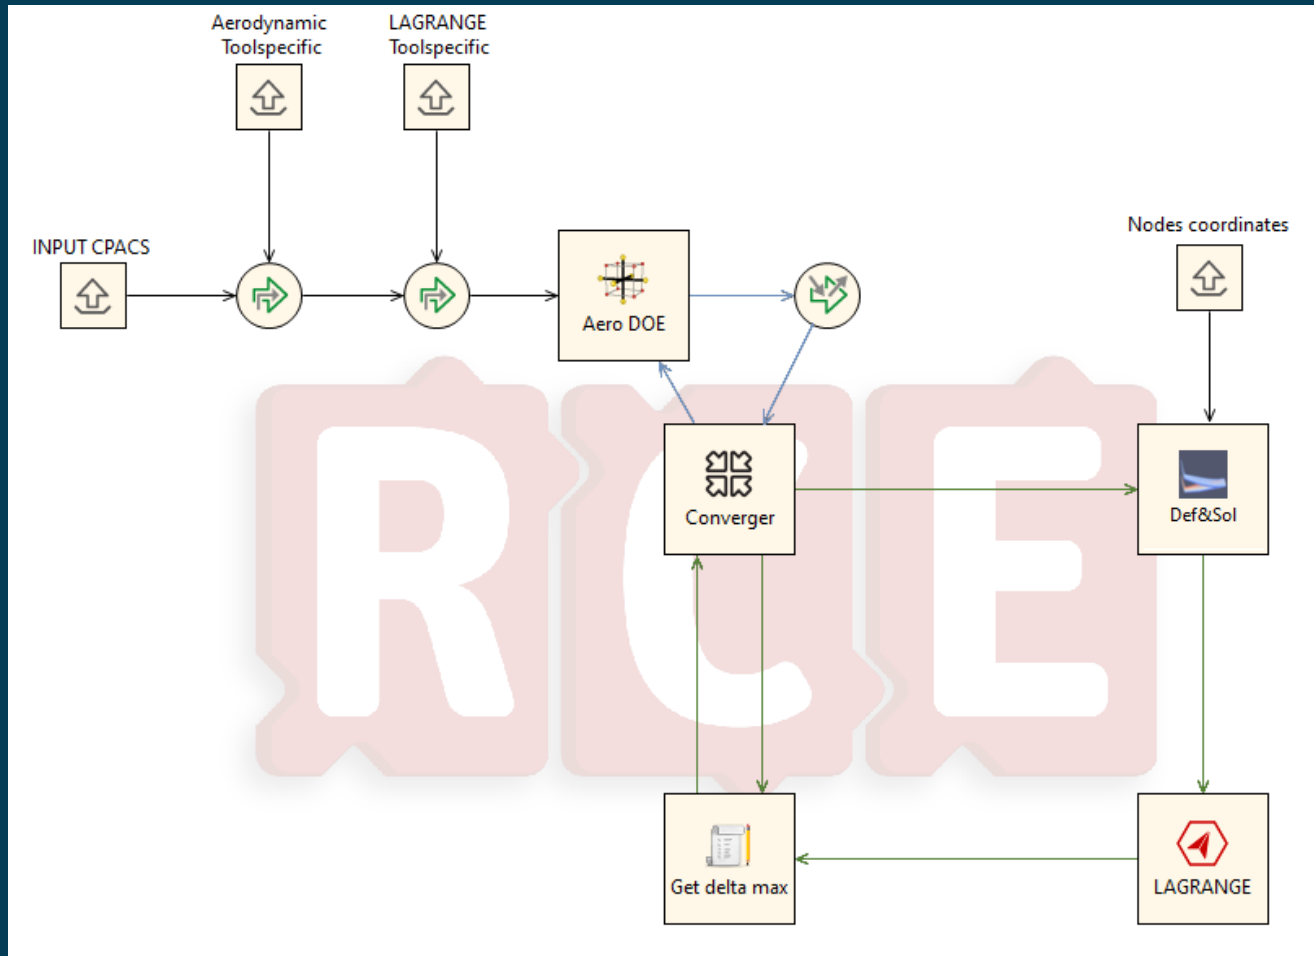 Aerodynamic
Toolspecific
LAGRANGE
Toolspecific
INPUT CPACS
Nodes coordinates
Aero DOE
Converger
Def&Sol
Get delta max
LAGRANGE
RCE